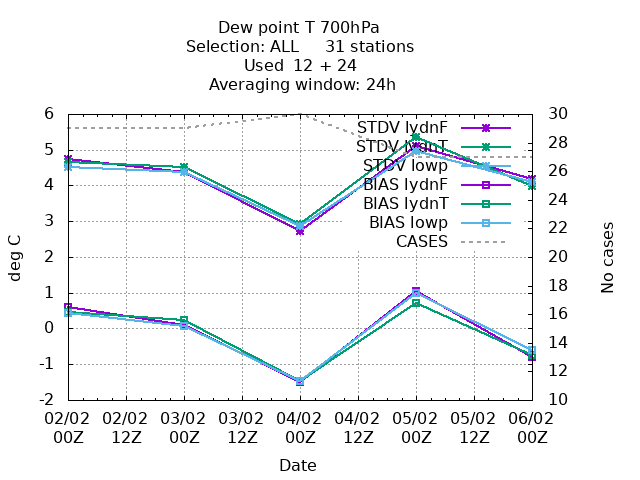 Dew point T 700hPa
Selection: ALL 31 stations
Used 12 + 24
Averaging window: 24h
deg C
6
5
4
3
2
1
0
-1
-2
STDV lydnF
STDV lydnT
STDV lowp
BIAS lydnF
BIAS lydnT
BIAS lowp
CASES
30
28
26
24
22
20
18
16
14
12
10
No cases
02/02 02/02 03/02 03/02 04/02 04/02 05/02 05/02 06/02
00Z 12Z 00Z 12Z 00Z 12Z 00Z 12Z 00Z
Date